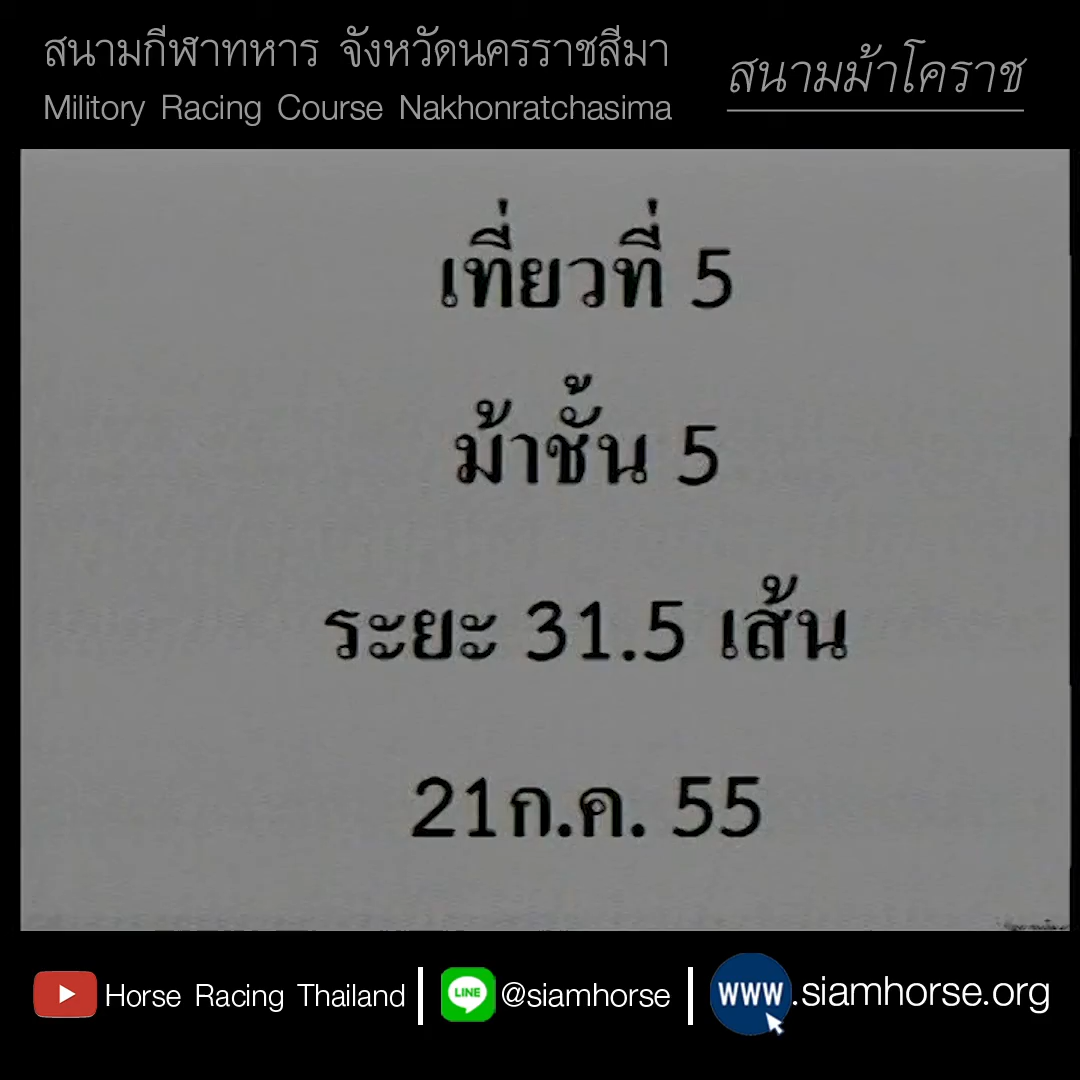 สนามกีฬาทหาร จังหวัดนครราชสีมา
Militory Racing Course Nakhonratchasima
สนามม้าโคราช
เที่ยวที่ 5
ม้าชั้น 5
ระยะ 31.5 เส้น
21ก.ค. 55
Horse Racing Thailand
LINE
@siamhorse
www.siamhorse.org